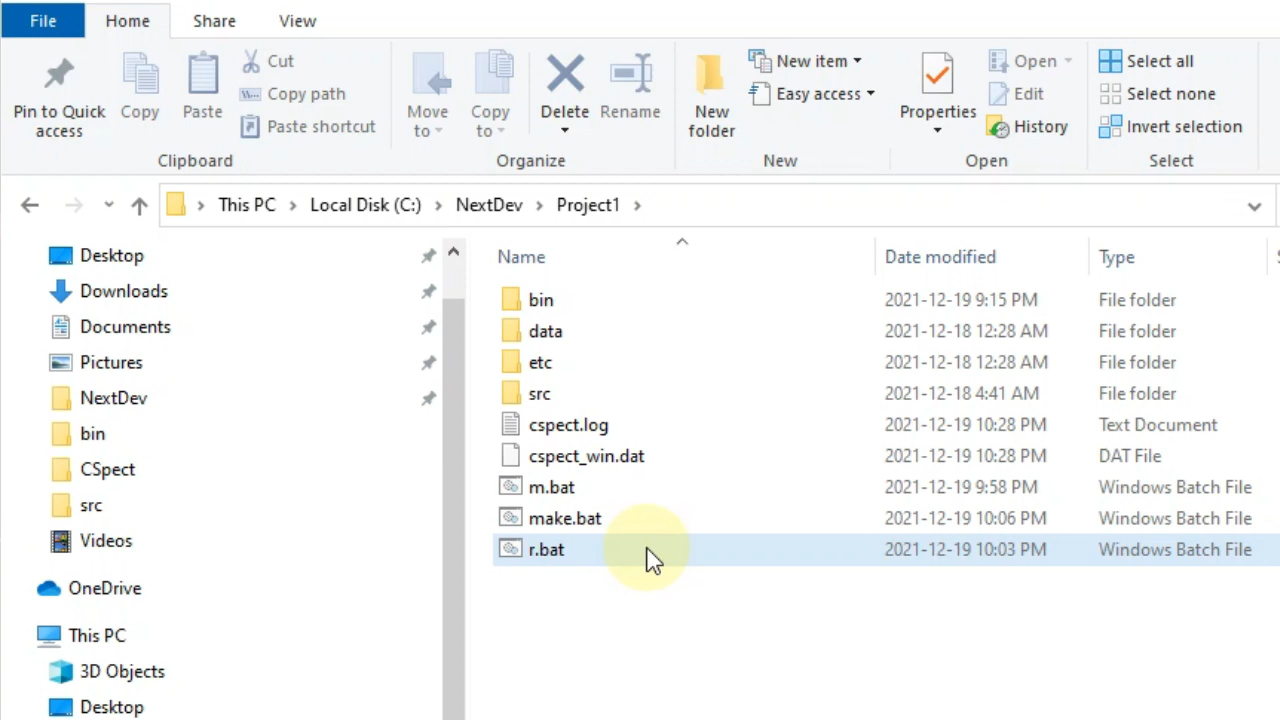 File Home Share View
Pin to Quick access
Copy
Paste
Cut
Copy path
Paste shortcut
Clipboard
Move to
Copy to
Delete
Rename
Organize
New folder
New item
Easy access
New
Properties
Open
Edit
History
Open
Select all
Select none
Invert selection
Select
This PC > Local Disk (C:) > NextDev > Project1 >
Desktop
Downloads
Documents
Pictures
NextDev
bin
CSpect
src
Videos
OneDrive
This PC
3D Objects
Desktop
Name Date modified Type
bin 2021-12-19 9:15 PM File folder
data 2021-12-18 12:28 AM File folder
etc 2021-12-18 12:28 AM File folder
src 2021-12-18 4:41 AM File folder
cspect.log 2021-12-19 10:28 PM Text Document
cspect_win.dat 2021-12-19 10:28 PM DAT File
m.bat 2021-12-19 9:58 PM Windows Batch File
make.bat 2021-12-19 10:06 PM Windows Batch File
r.bat 2021-12-19 10:03 PM Windows Batch File